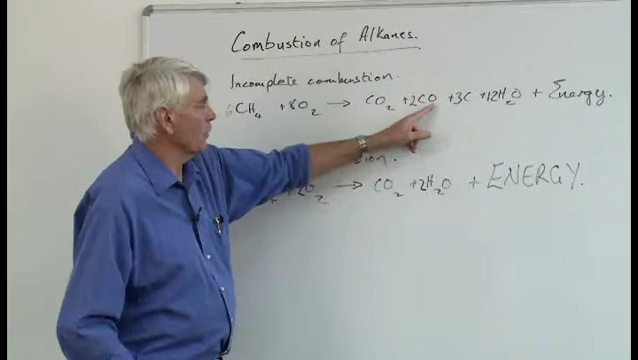 Combustion of Alkanes.
Incomplete combustion.
6CH₄ + 8O₂ → CO₂ + 2CO + 3C + 12H₂O + Energy.
→ CO₂ + 2H₂O + ENERGY.